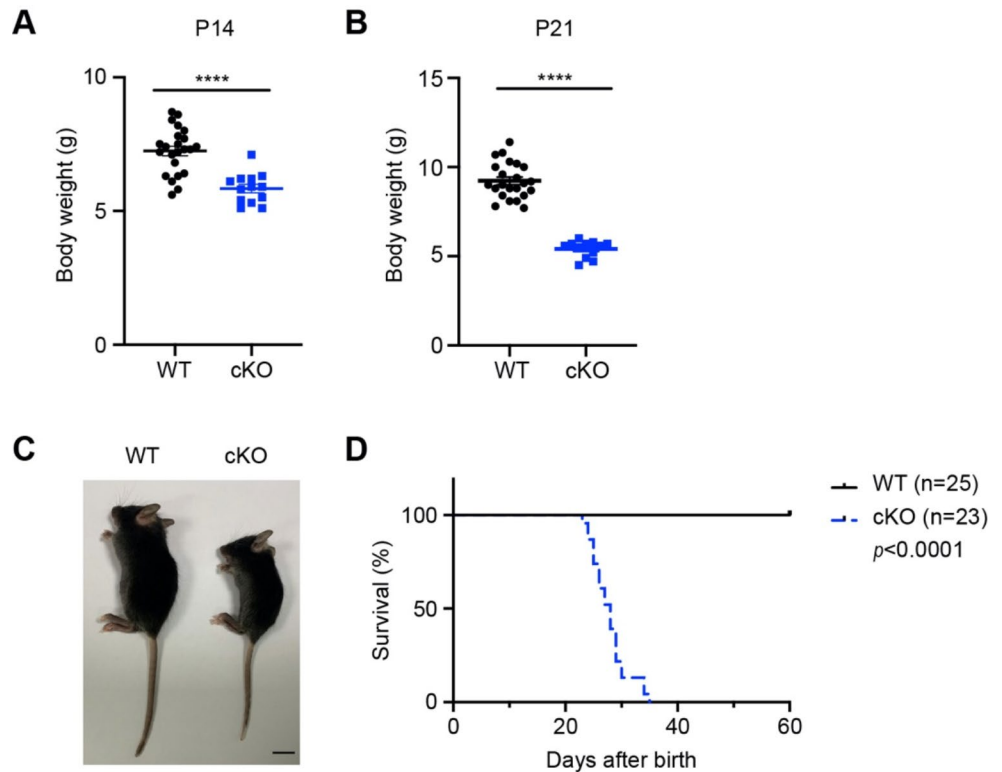 A
P14
Body weight (g)
10
5
0
****
WT
cKO
B
P21
Body weight (g)
15
10
5
0
****
WT
cKO
C
WT
cKO
D
Survival (%)
100
50
0
0
20
40
60
Days after birth
WT (n=25)
cKO (n=23)
p<0.0001